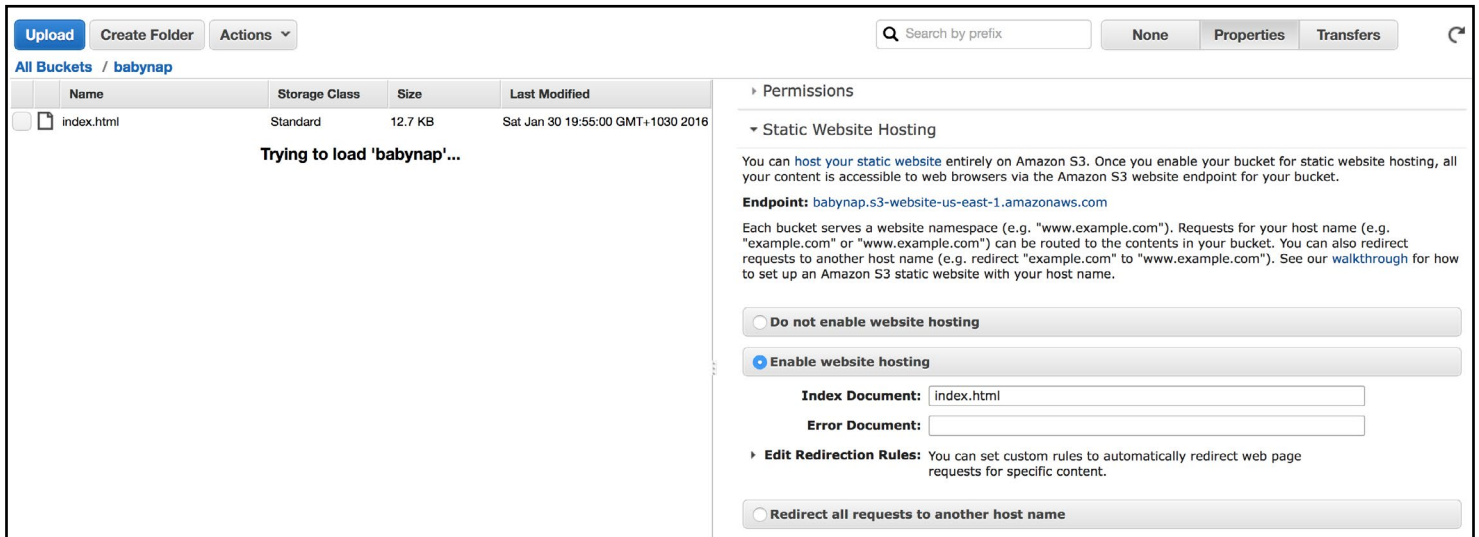 Upload Create Folder Actions Search by prefix None Properties Transfers
All Buckets / babynap
Name Storage Class Size Last Modified
index.html Standard 12.7 KB Sat Jan 30 19:55:00 GMT+1030 2016
Trying to load 'babynap'...
Permissions
Static Website Hosting
You can host your static website entirely on Amazon S3. Once you enable your bucket for static website hosting, all
your content is accessible to web browsers via the Amazon S3 website endpoint for your bucket.
Endpoint: babynap.s3-website-us-east-1.amazonaws.com
Each bucket serves a website namespace (e.g. "www.example.com"). Requests for your host name (e.g.
"example.com" or "www.example.com") can be routed to the contents in your bucket. You can also redirect
requests to another host name (e.g. redirect "example.com" to "www.example.com"). See our walkthrough for how
to set up an Amazon S3 static website with your host name.
Do not enable website hosting
Enable website hosting
Index Document: index.html
Error Document:
Edit Redirection Rules: You can set custom rules to automatically redirect web page
requests for specific content.
Redirect all requests to another host name